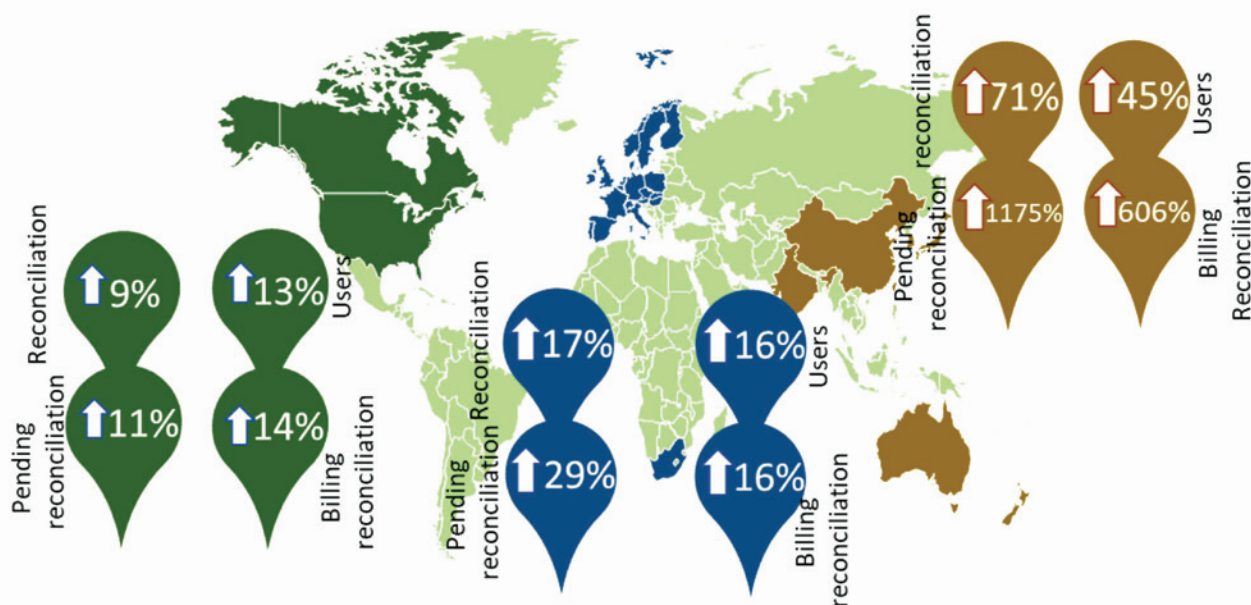 reconciliation
71%
45%
Users
Pending
reconciliation
1175%
606%
Billing
Reconciliation
Reconciliation
9%
13%
Users
Pending
reconciliation
11%
14%
Billing
reconciliation
Reconciliation
17%
16%
Users
Pending
reconciliation
29%
16%
Billing
reconciliation